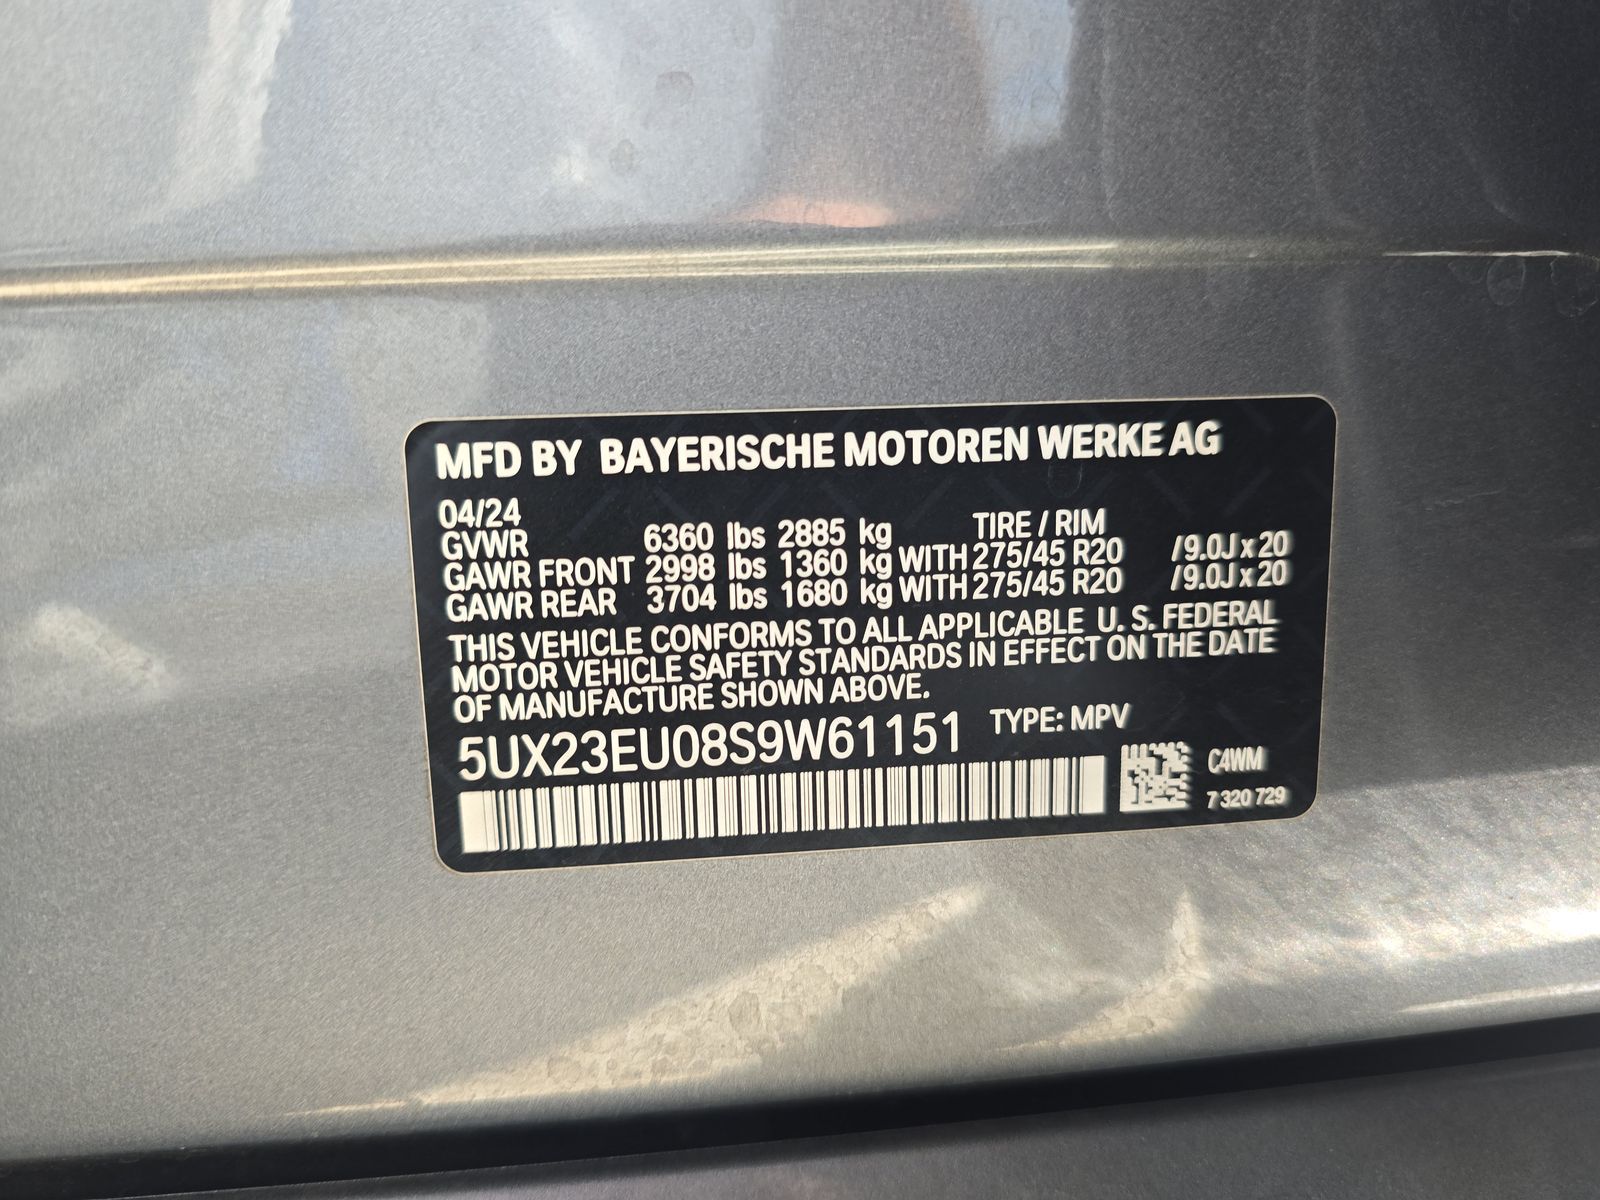 MFD BY BAYERISCHE MOTOREN WERKE AG
04/24
GVWR 6360 lbs 2885 kg TIRE / RIM
GAWR FRONT 2998 lbs 1360 kg WITH 275/45 R20 /9.0J x 20
GAWR REAR 3704 lbs 1680 kg WITH 275/45 R20 /9.0J x 20
THIS VEHICLE CONFORMS TO ALL APPLICABLE U. S. FEDERAL
MOTOR VEHICLE SAFETY STANDARDS IN EFFECT ON THE DATE
OF MANUFACTURE SHOWN ABOVE.
5UX23EU08S9W61151 TYPE: MPV
C4WM
7 320 729